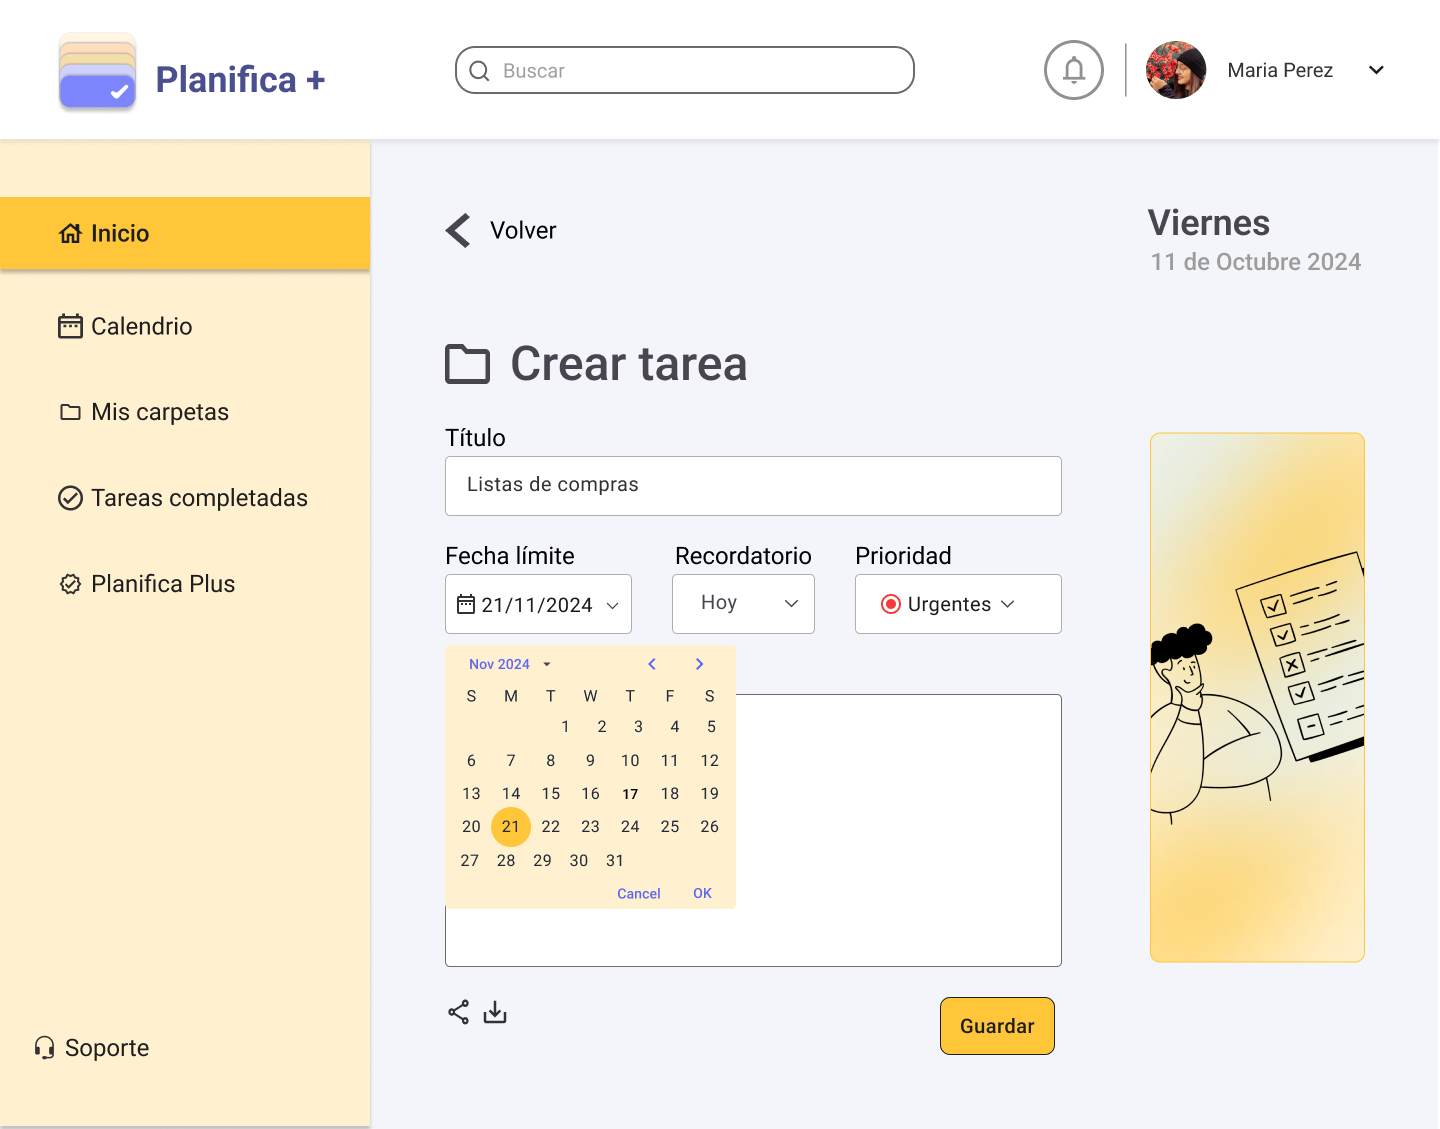 Planifica +
Buscar
Maria Perez
Inicio
Calendrio
Mis carpetas
Tareas completadas
Planifica Plus
Soporte
Volver
Viernes
11 de Octubre 2024
Crear tarea
Título
Listas de compras
Fecha límite Recordatorio Prioridad
21/11/2024 Hoy Urgentes
Nov 2024
S M T W T F S
1 2 3 4 5
6 7 8 9 10 11 12
13 14 15 16 17 18 19
20 21 22 23 24 25 26
27 28 29 30 31
Cancel OK
Guardar